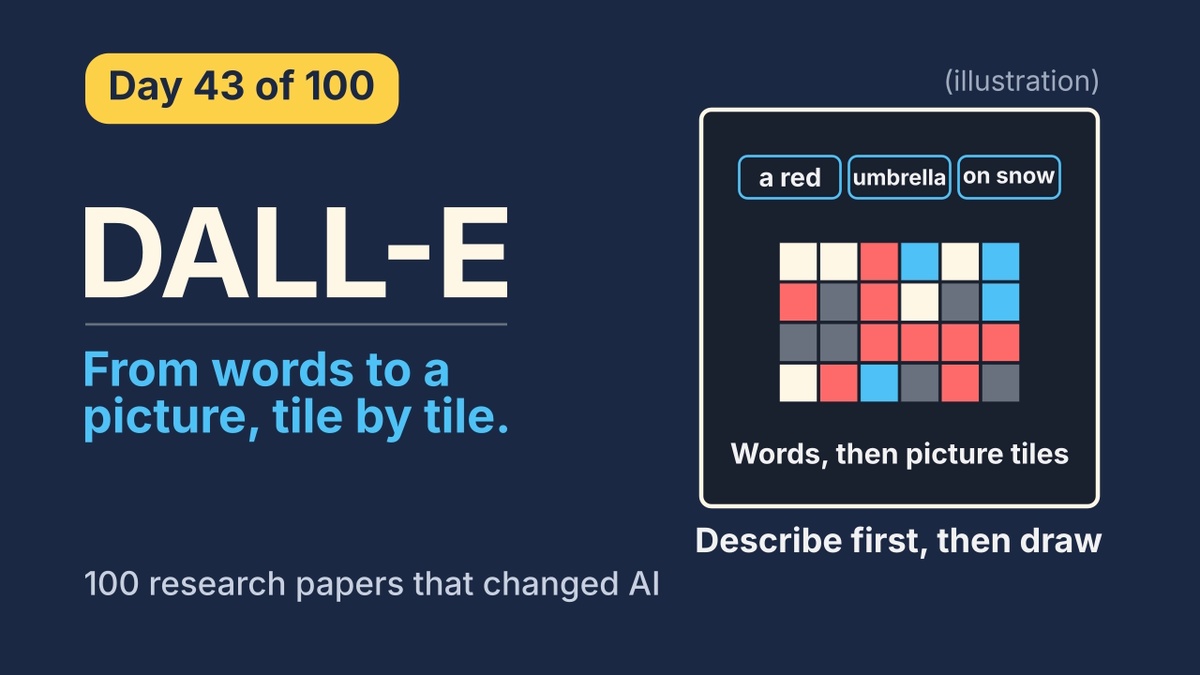 Day 43 of 100
DALL-E
From words to a
picture, tile by tile.
100 research papers that changed AI
(illustration)
a red
umbrella
on snow
Words, then picture tiles
Describe first, then draw